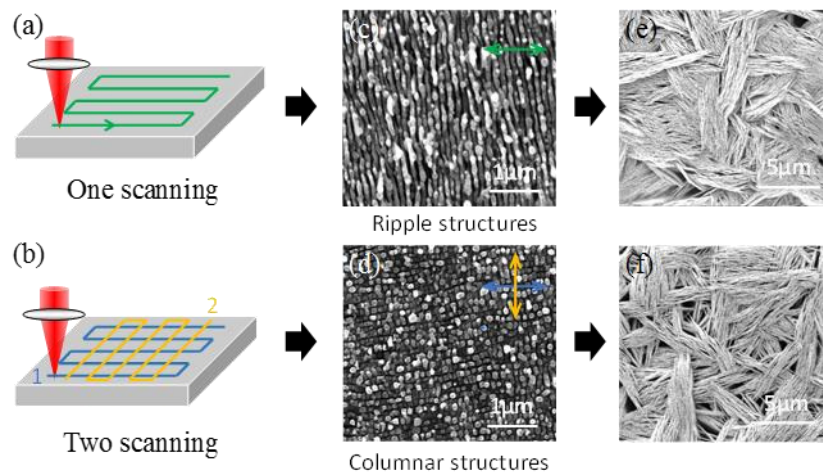 (a)
One scanning
(c)
1μm
Ripple structures
(e)
5μm
(b)
1
2
Two scanning
(d)
1μm
Columnar structures
(f)
5μm